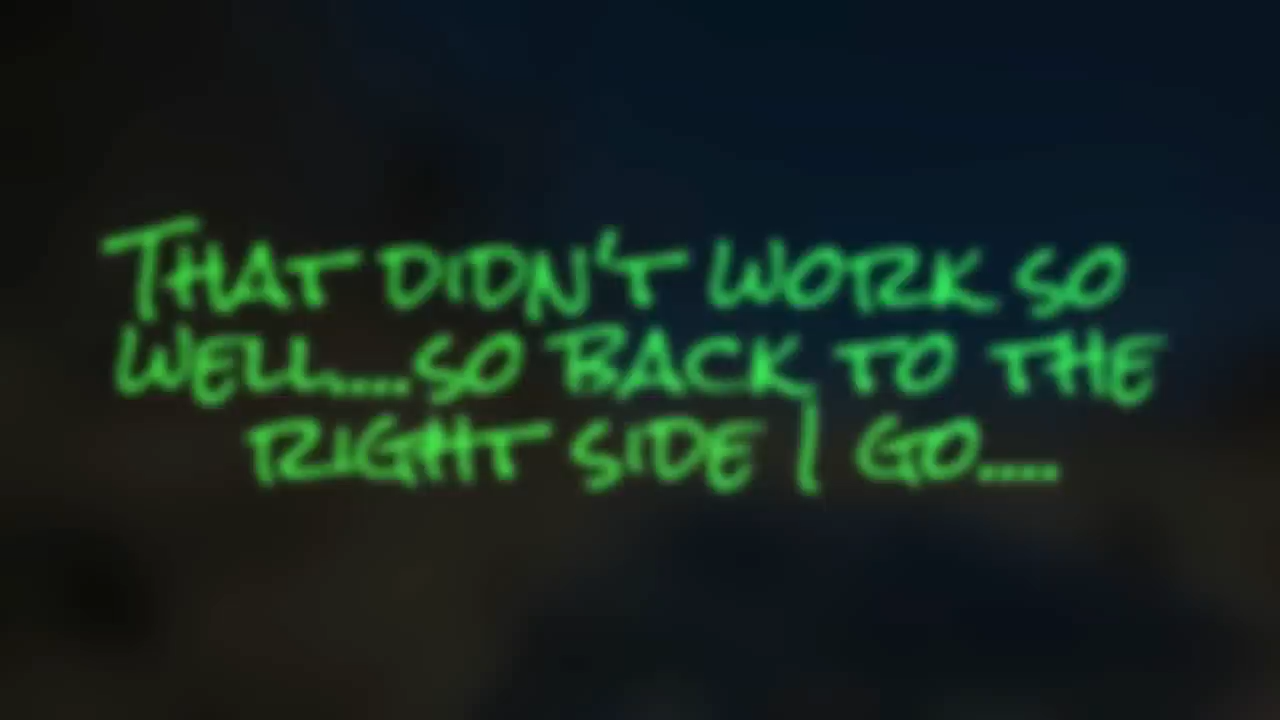 That didn't work so
well....so back to the
right side I go....